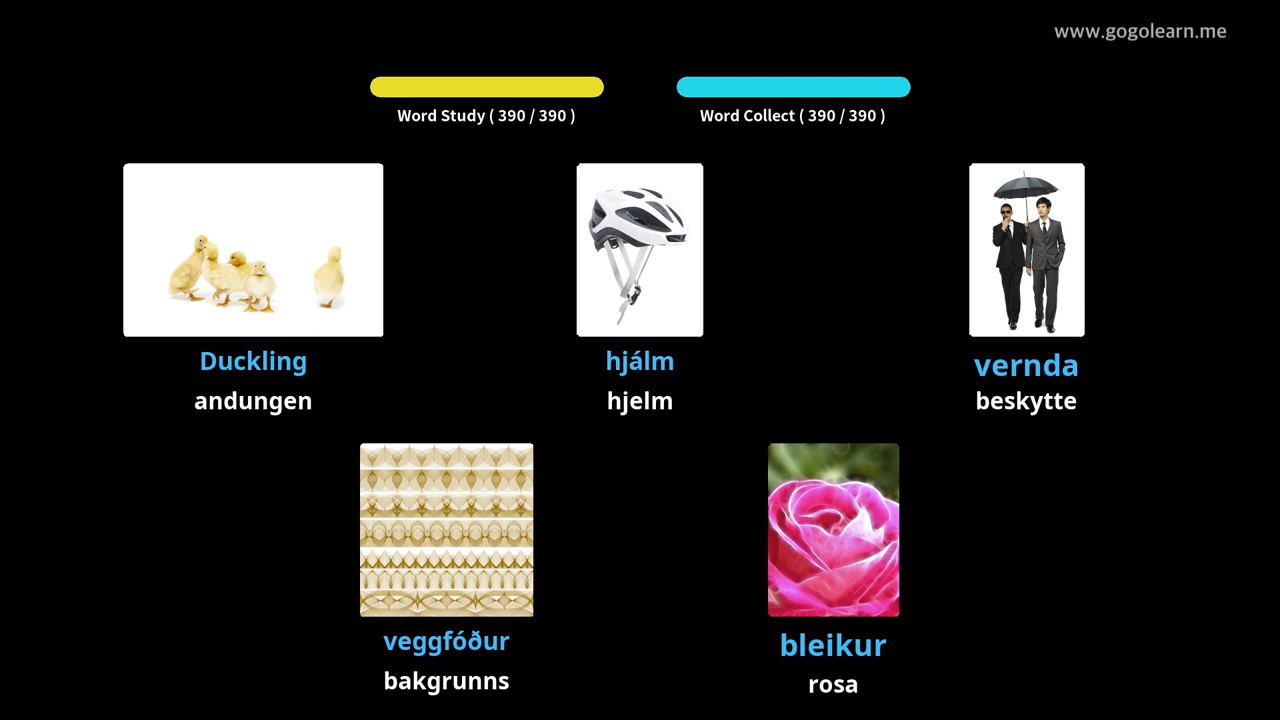 www.gogolearn.me
Word Study ( 390 / 390 )
Word Collect ( 390 / 390 )
Duckling
andungen
hjálm
hjelm
vernda
beskytte
veggfóður
bakgrunns
bleikur
rosa